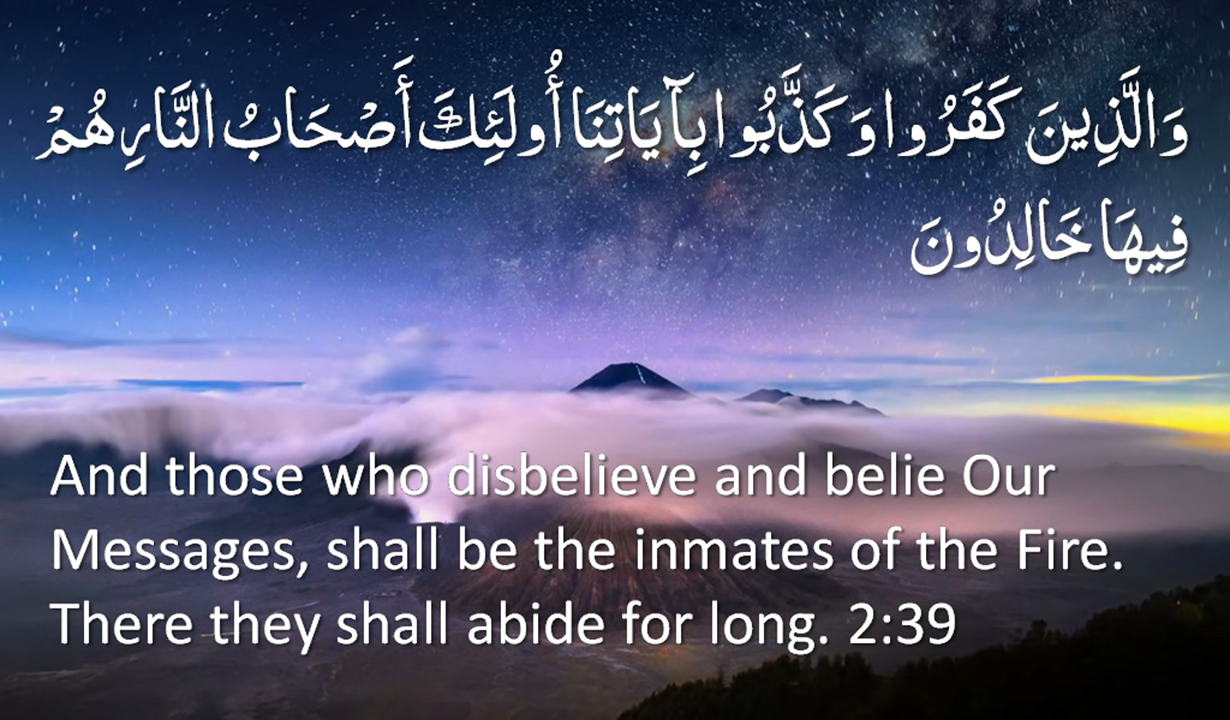 وَالَّذِينَ كَفَرُوا وَكَذَّبُوا بِآيَاتِنَا أُولَئِكَ أَصْحَابُ النَّارِ هُمْ
فِيهَا خَالِدُونَ
And those who disbelieve and belie Our
Messages, shall be the inmates of the Fire.
There they shall abide for long. 2:39